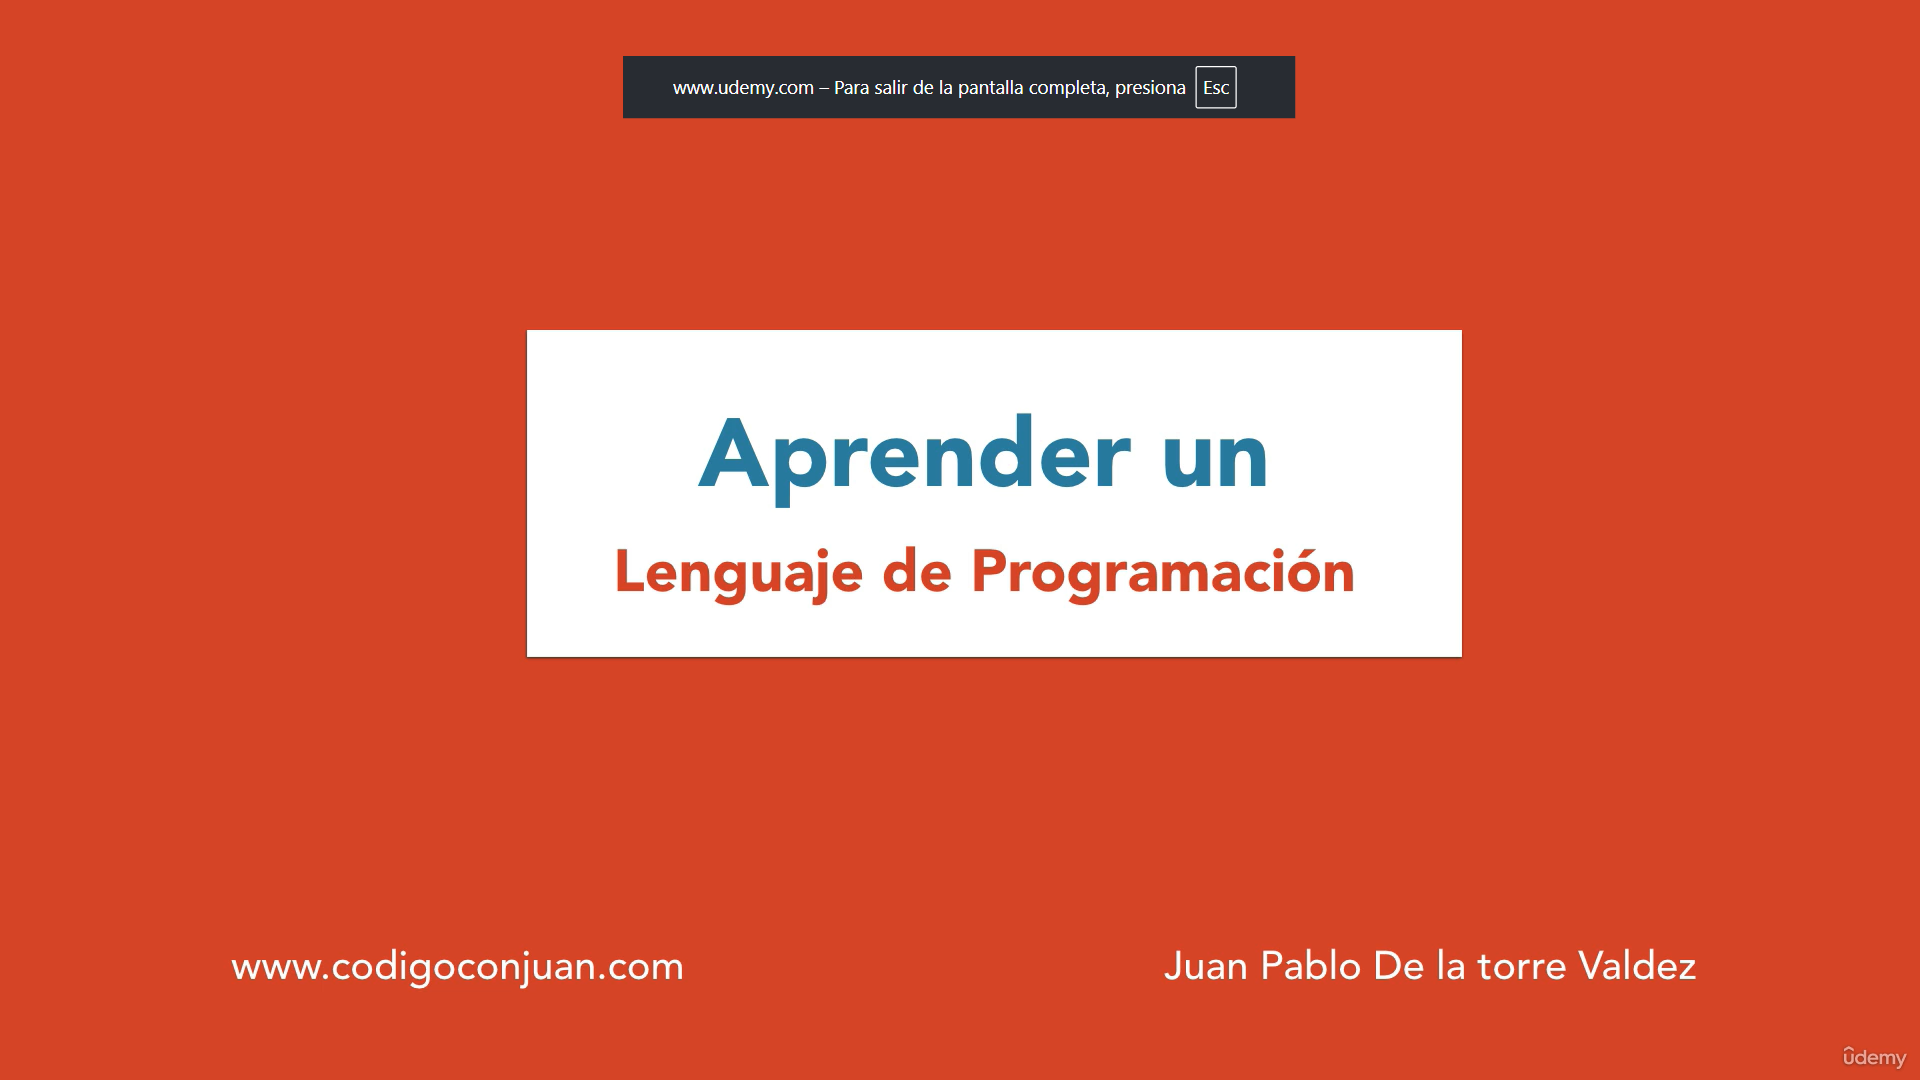 www.udemy.com – Para salir de la pantalla completa, presiona Esc
Aprender un
Lenguaje de Programación
www.codigoconjuan.com
Juan Pablo De la torre Valdez
udemy